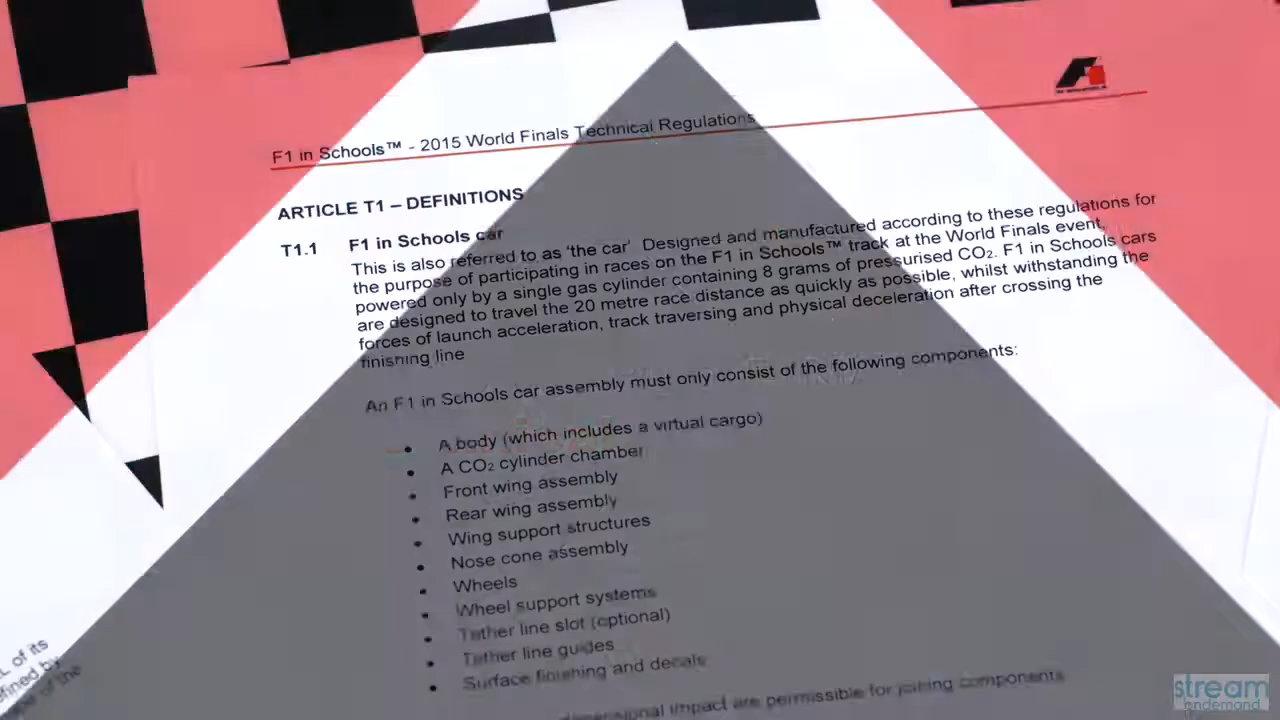 F1 in Schools™ - 2015 World Finals Technical Regulations
ARTICLE T1 – DEFINITIONS
T1.1 F1 in Schools car
This is also referred to as 'the car' Designed and manufactured according to these regulations for
the purpose of participating in races on the F1 in Schools™ track at the World Finals event,
powered only by a single gas cylinder containing 8 grams of pressurised CO₂. F1 in Schools cars
are designed to travel the 20 metre race distance as quickly as possible, whilst withstanding the
forces of launch acceleration, track traversing and physical deceleration after crossing the
finishing line
An F1 in Schools car assembly must only consist of the following components:
• A body (which includes a virtual cargo)
• A CO₂ cylinder chamber
• Front wing assembly
• Rear wing assembly
• Wing support structures
• Nose cone assembly
• Wheels
• Wheel support systems
• Tether line slot (optional)
• Tether line guides
• Surface finishing and decals
dimensional impact are permissible for joining components
of its
by
of the
stream
ondemand